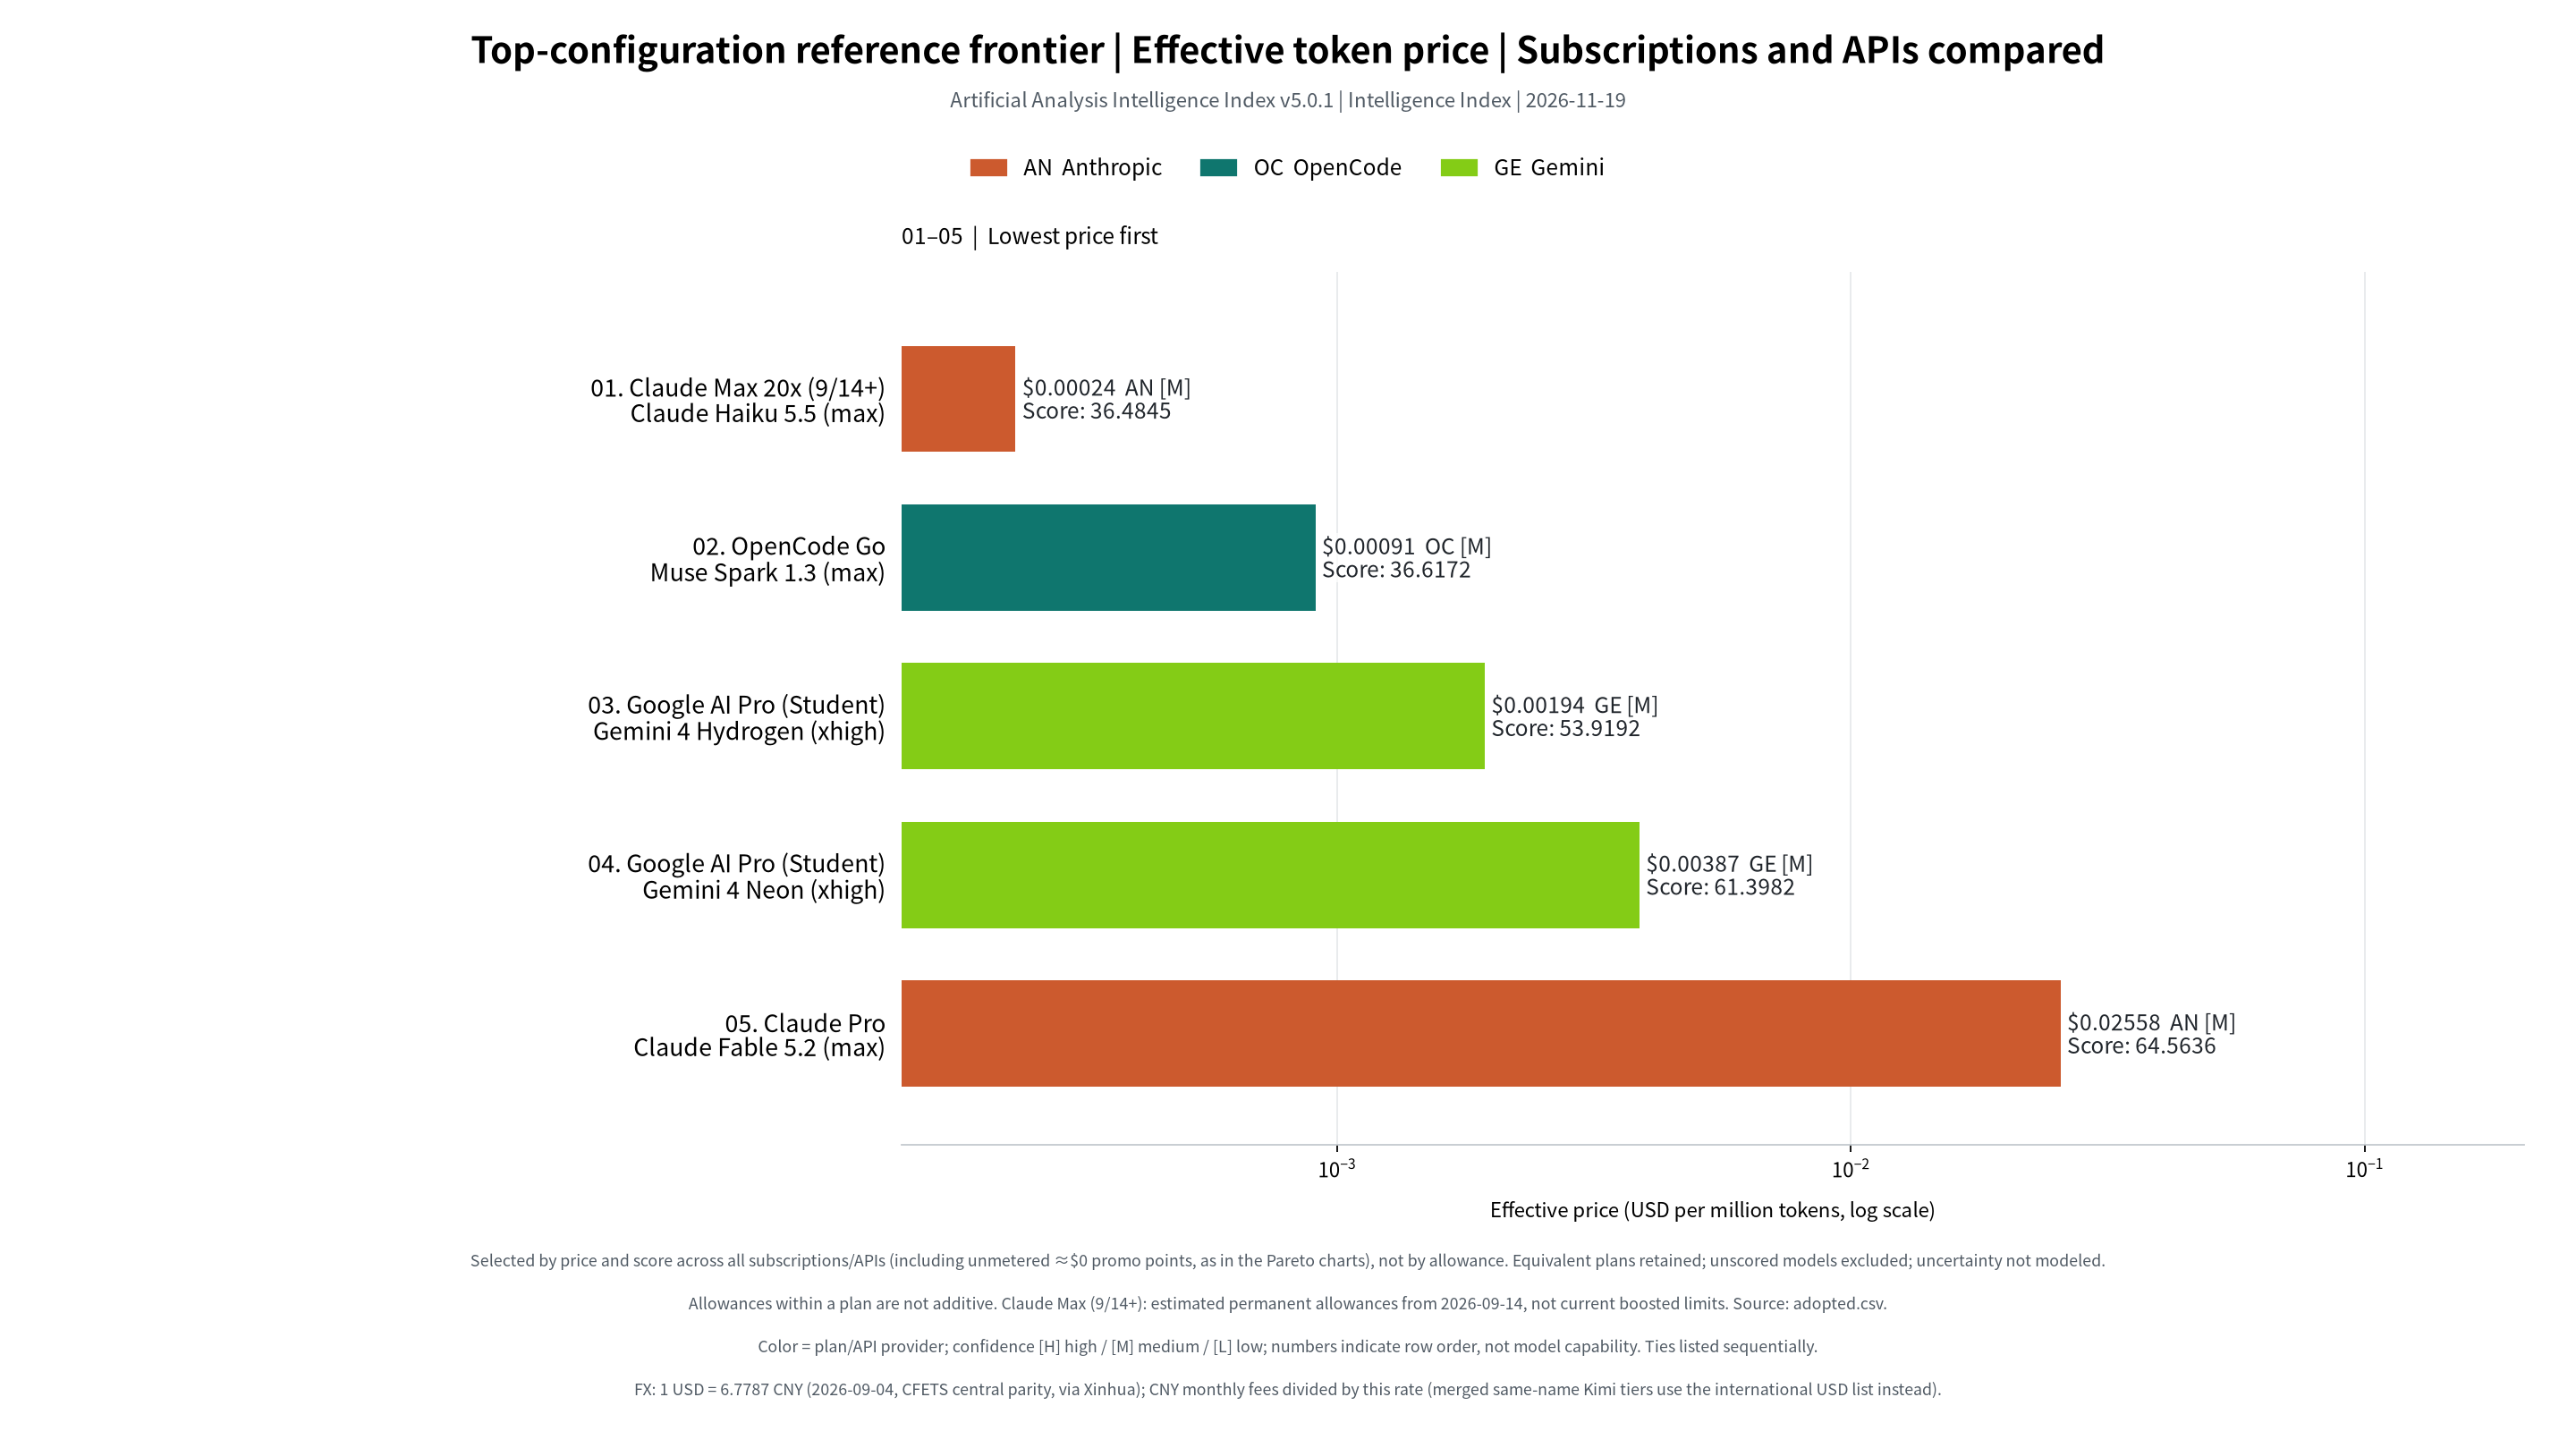 Top-configuration reference frontier | Effective token price | Subscriptions and APIs compared
Artificial Analysis Intelligence Index v5.0.1 | Intelligence Index | 2026-11-19
AN Anthropic
OC OpenCode
GE Gemini
01–05 | Lowest price first
01. Claude Max 20x (9/14+)
Claude Haiku 5.5 (max)
$0.00024 AN [M]
Score: 36.4845
02. OpenCode Go
Muse Spark 1.3 (max)
$0.00091 OC [M]
Score: 36.6172
03. Google AI Pro (Student)
Gemini 4 Hydrogen (xhigh)
$0.00194 GE [M]
Score: 53.9192
04. Google AI Pro (Student)
Gemini 4 Neon (xhigh)
$0.00387 GE [M]
Score: 61.3982
05. Claude Pro
Claude Fable 5.2 (max)
$0.02558 AN [M]
Score: 64.5636
10⁻³
10⁻²
10⁻¹
Effective price (USD per million tokens, log scale)
Selected by price and score across all subscriptions/APIs (including unmetered ≈$0 promo points, as in the Pareto charts), not by allowance. Equivalent plans retained; unscored models excluded; uncertainty not modeled.
Allowances within a plan are not additive. Claude Max (9/14+): estimated permanent allowances from 2026-09-14, not current boosted limits. Source: adopted.csv.
Color = plan/API provider; confidence [H] high / [M] medium / [L] low; numbers indicate row order, not model capability. Ties listed sequentially.
FX: 1 USD = 6.7787 CNY (2026-09-04, CFETS central parity, via Xinhua); CNY monthly fees divided by this rate (merged same-name Kimi tiers use the international USD list instead).